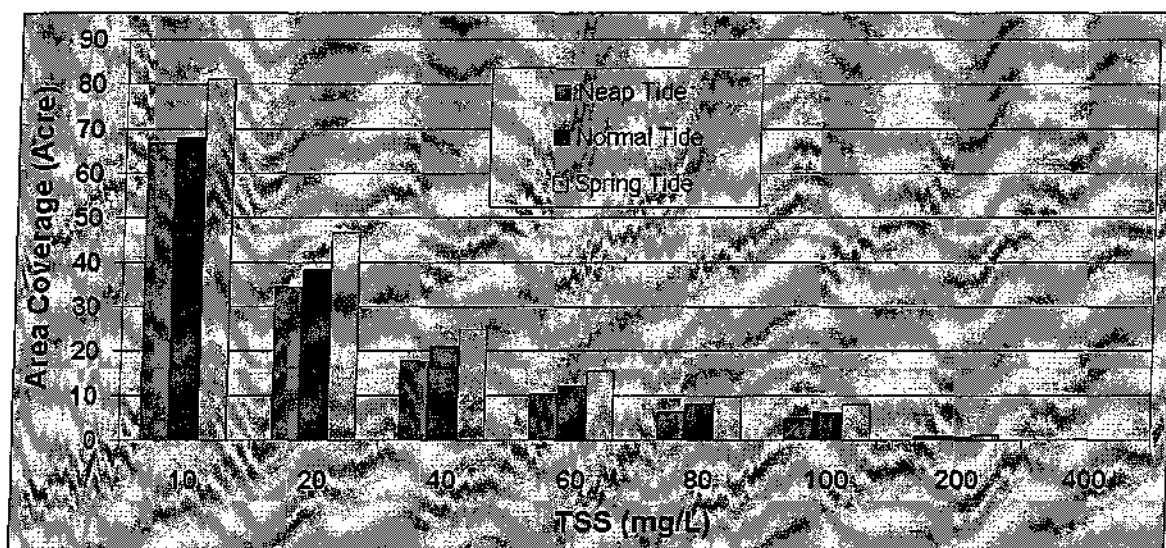 90
80
70
60
50
40
30
20
10
0
Area Coverage (Acre)
Neap Tide
Normal Tide
Spring Tide
10 20 40 60 80 100 200 400
TSS (mg/L)